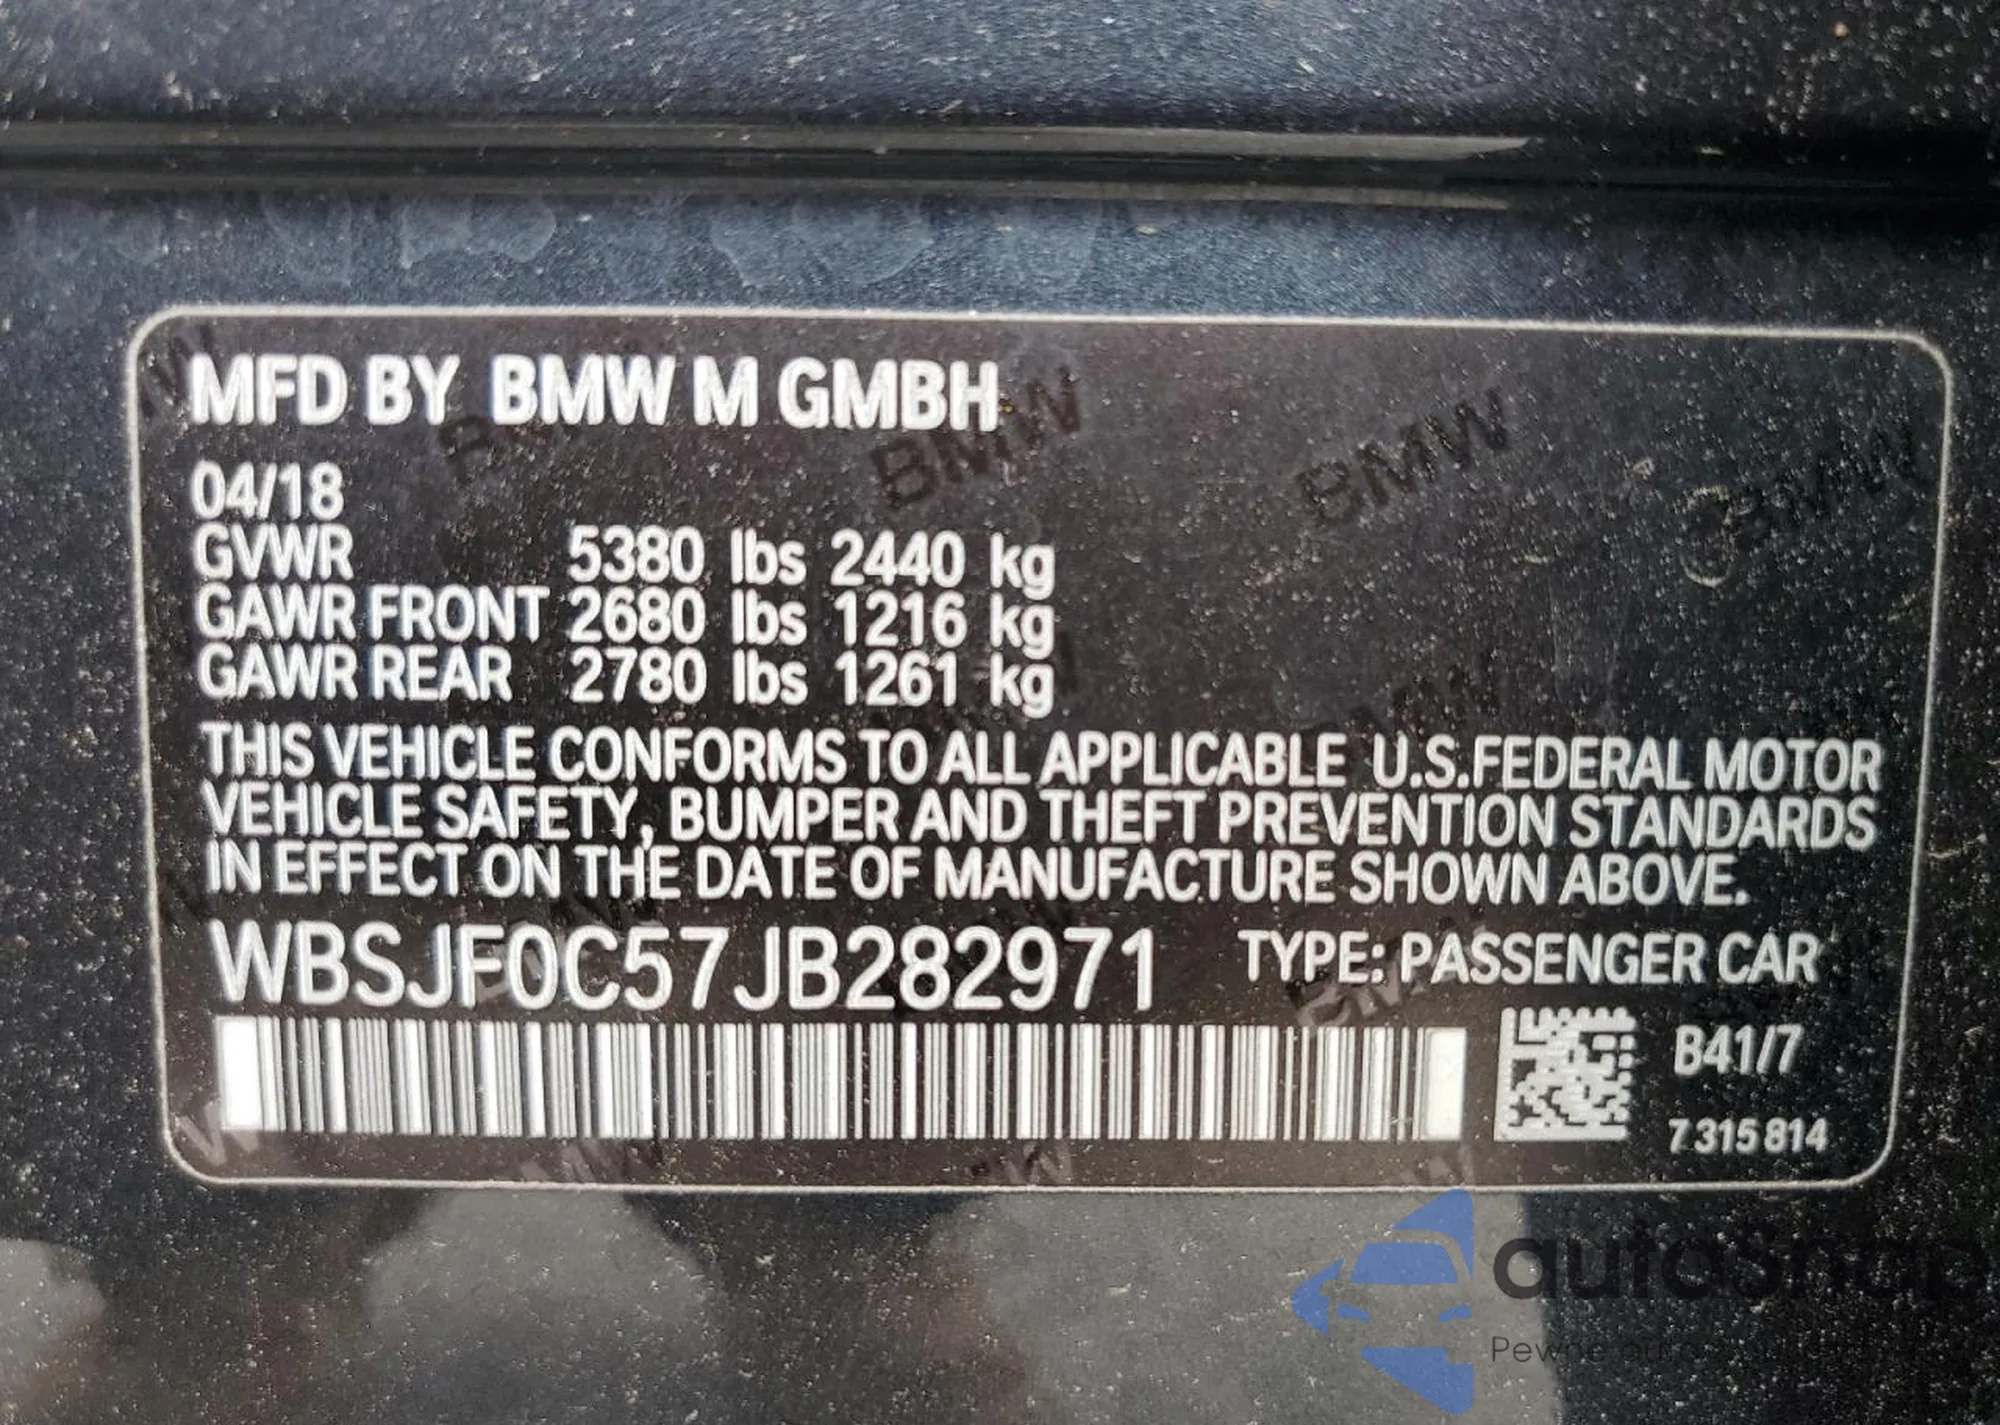 MFD BY BMW M GMBH
04/18
GVWR 5380 lbs 2440 kg
GAWR FRONT 2680 lbs 1216 kg
GAWR REAR 2780 lbs 1261 kg
THIS VEHICLE CONFORMS TO ALL APPLICABLE U.S.FEDERAL MOTOR
VEHICLE SAFETY, BUMPER AND THEFT PREVENTION STANDARDS
IN EFFECT ON THE DATE OF MANUFACTURE SHOWN ABOVE.
WBSJF0C57JB282971 TYPE: PASSENGER CAR
B41/7
7 315 814
autosnap
Pewne